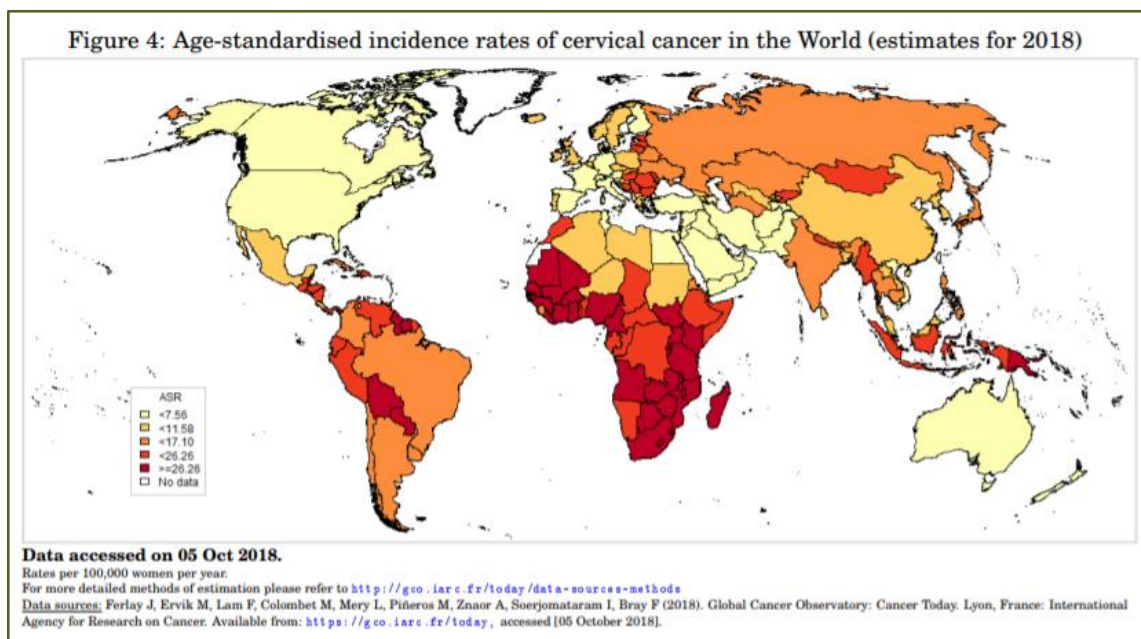 Figure 4: Age-standardised incidence rates of cervical cancer in the World (estimates for 2018)
ASR
<7.56
<11.58
<17.10
<26.26
>=26.26
No data
Data accessed on 05 Oct 2018.
Rates per 100,000 women per year.
For more detailed methods of estimation please refer to http://gco.iarc.fr/today/data-sources-methods
Data sources: Ferlay J, Ervik M, Lam F, Colombet M, Mery L, Piñeros M, Znaor A, Soerjomataram I, Bray F (2018). Global Cancer Observatory: Cancer Today. Lyon, France: International
Agency for Research on Cancer. Available from: https://gco.iarc.fr/today, accessed [05 October 2018].